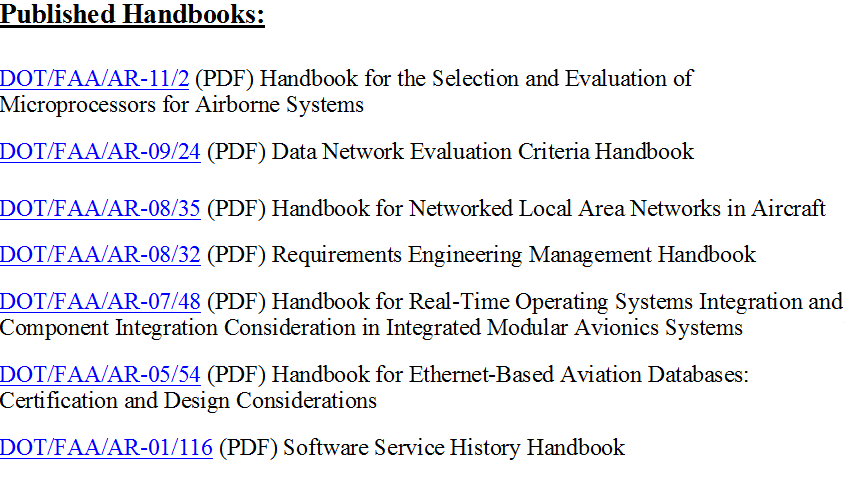 Published Handbooks:
DOT/FAA/AR-11/2 (PDF) Handbook for the Selection and Evaluation of
Microprocessors for Airborne Systems
DOT/FAA/AR-09/24 (PDF) Data Network Evaluation Criteria Handbook
DOT/FAA/AR-08/35 (PDF) Handbook for Networked Local Area Networks in Aircraft
DOT/FAA/AR-08/32 (PDF) Requirements Engineering Management Handbook
DOT/FAA/AR-07/48 (PDF) Handbook for Real-Time Operating Systems Integration and
Component Integration Consideration in Integrated Modular Avionics Systems
DOT/FAA/AR-05/54 (PDF) Handbook for Ethernet-Based Aviation Databases:
Certification and Design Considerations
DOT/FAA/AR-01/116 (PDF) Software Service History Handbook